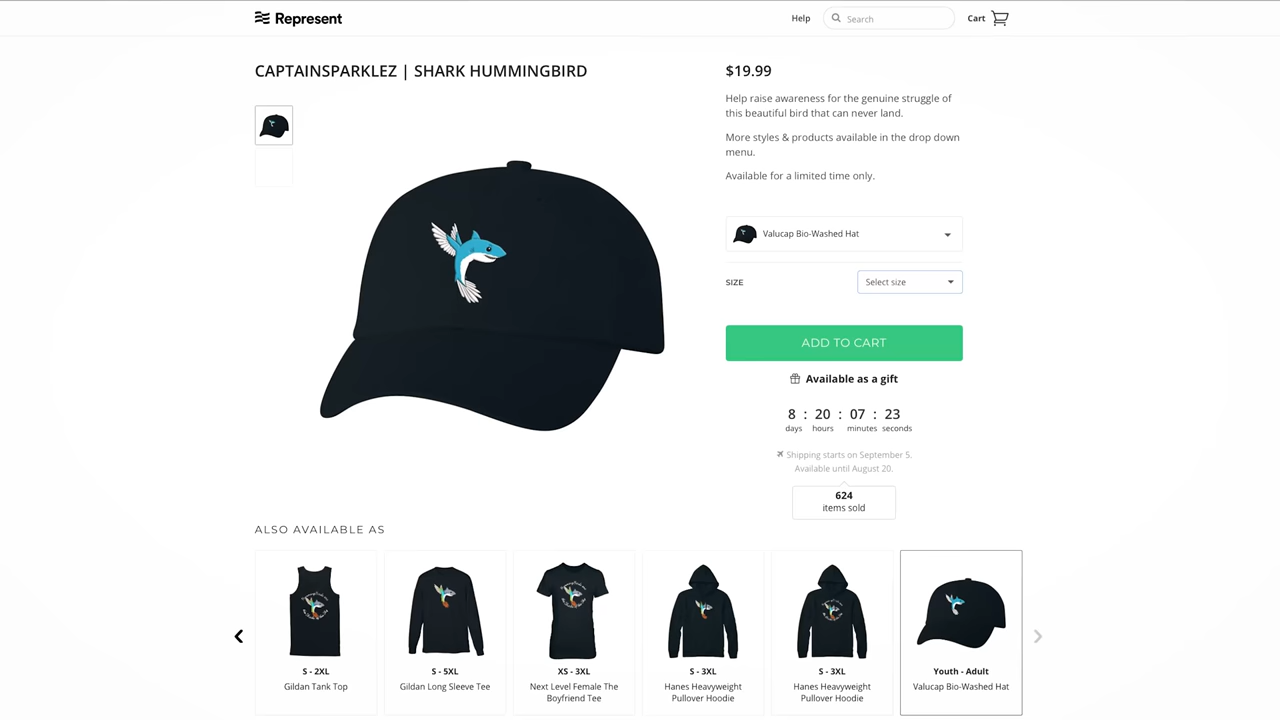 Represent
Help
Search
Cart
CAPTAINSPARKLEZ | SHARK HUMMINGBIRD
$19.99
Help raise awareness for the genuine struggle of
this beautiful bird that can never land.
More styles & products available in the drop down
menu.
Available for a limited time only.
Valucap Bio-Washed Hat
SIZE
Select size
ADD TO CART
Available as a gift
8 : 20 : 07 : 23
days hours minutes seconds
Shipping starts on September 5.
Available until August 20.
624
items sold
ALSO AVAILABLE AS
S - 2XL
Gildan Tank Top
S - 5XL
Gildan Long Sleeve Tee
XS - 3XL
Next Level Female The
Boyfriend Tee
S - 3XL
Hanes Heavyweight
Pullover Hoodie
S - 3XL
Hanes Heavyweight
Pullover Hoodie
Youth - Adult
Valucap Bio-Washed Hat